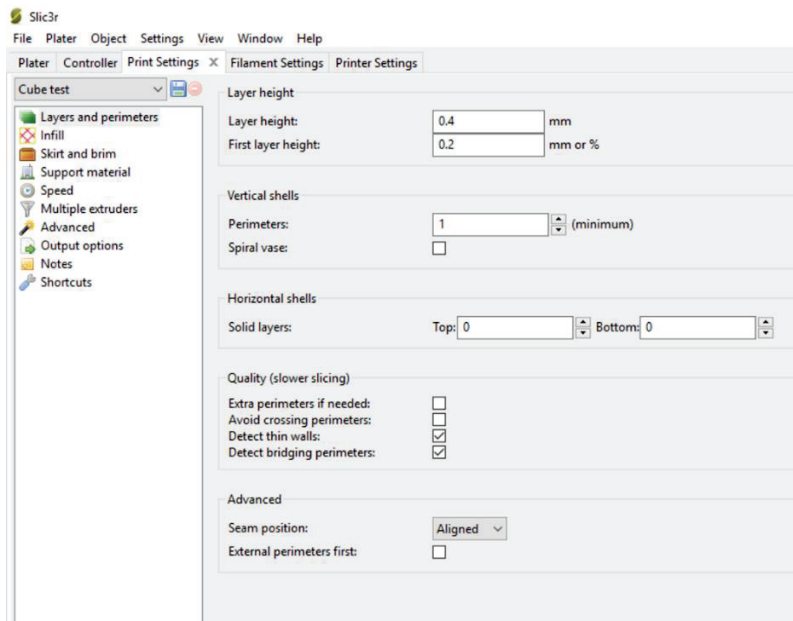 Slic3r
File Plater Object Settings View Window Help
Plater Controller Print Settings X Filament Settings Printer Settings
Cube test
Layers and perimeters
Infill
Skirt and brim
Support material
Speed
Multiple extruders
Advanced
Output options
Notes
Shortcuts
Layer height
Layer height: 0.4 mm
First layer height: 0.2 mm or %
Vertical shells
Perimeters: 1 (minimum)
Spiral vase:
Horizontal shells
Solid layers: Top: 0 Bottom: 0
Quality (slower slicing)
Extra perimeters if needed:
Avoid crossing perimeters:
Detect thin walls:
Detect bridging perimeters:
Advanced
Seam position: Aligned
External perimeters first: